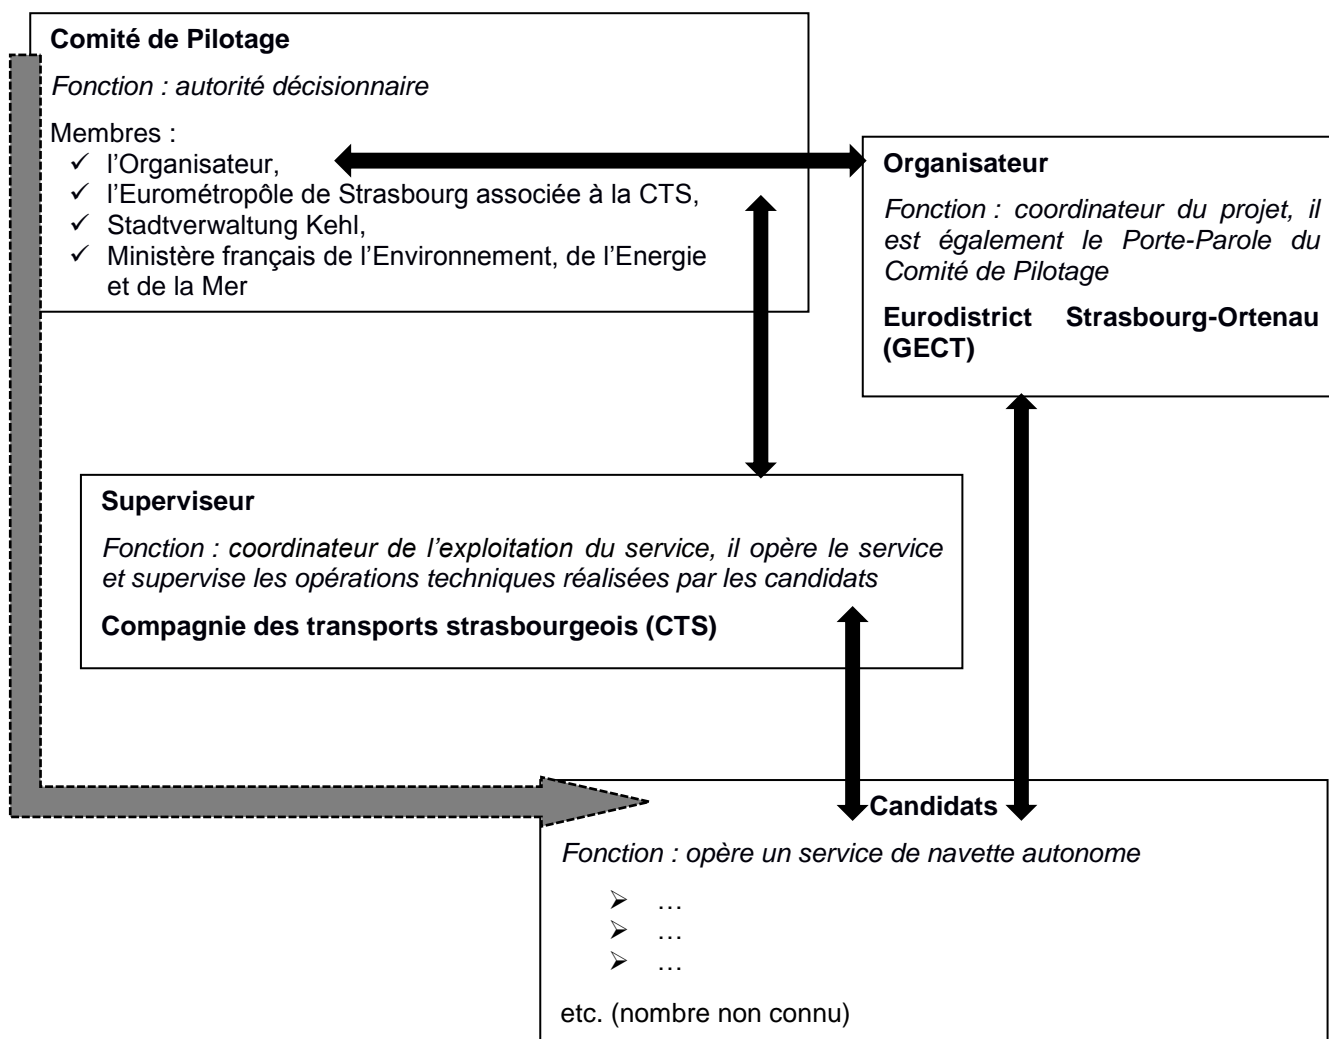 Comité de Pilotage
Fonction : autorité décisionnaire
Membres :
✓ l'Organisateur,
✓ l'Eurométropôle de Strasbourg associée à la CTS,
✓ Stadtverwaltung Kehl,
✓ Ministère français de l'Environnement, de l'Energie
et de la Mer
Organisateur
Fonction : coordinateur du projet, il
est également le Porte-Parole du
Comité de Pilotage
Eurodistrict Strasbourg-Ortenau
(GECT)
Superviseur
Fonction : coordinateur de l'exploitation du service, il opère le service
et supervise les opérations techniques réalisées par les candidats
Compagnie des transports strasbourgeois (CTS)
Candidats
Fonction : opère un service de navette autonome
➢ …
➢ …
➢ …
etc. (nombre non connu)